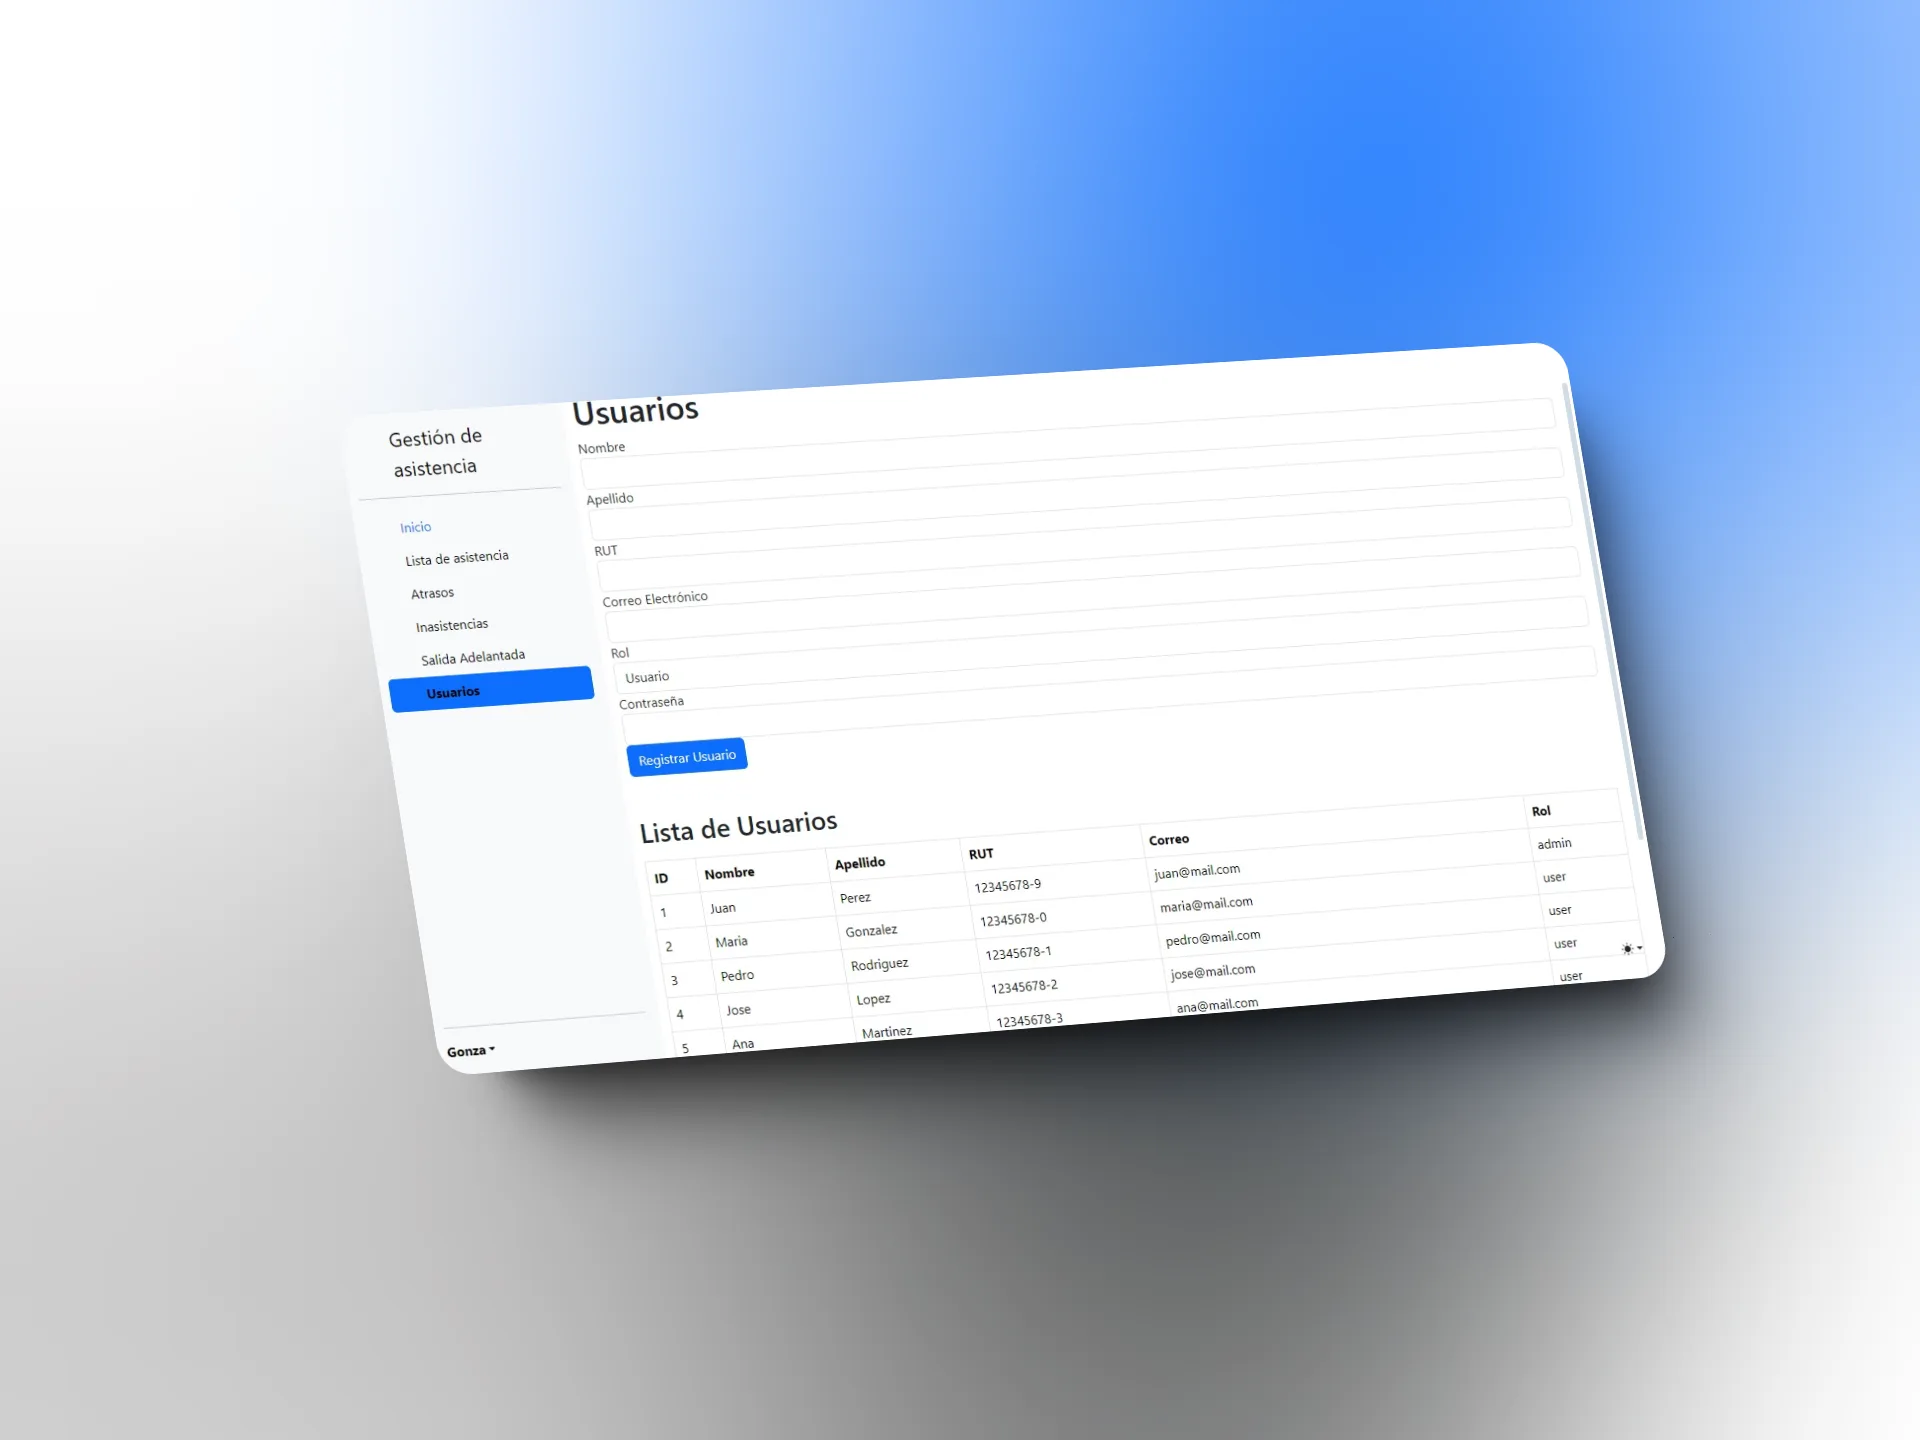 Gestión de
asistencia
Inicio
Lista de asistencia
Atrasos
Inasistencias
Salida Adelantada
Usuarios
Gonza
Usuarios
Nombre
Apellido
RUT
Correo Electrónico
Rol
Usuario
Contraseña
Registrar Usuario
Lista de Usuarios
ID Nombre Apellido RUT Correo Rol
1 Juan Perez 12345678-9 juan@mail.com admin
2 Maria Gonzalez 12345678-0 maria@mail.com user
3 Pedro Rodriguez 12345678-1 pedro@mail.com user
4 Jose Lopez 12345678-2 jose@mail.com user
5 Ana Martinez 12345678-3 ana@mail.com user